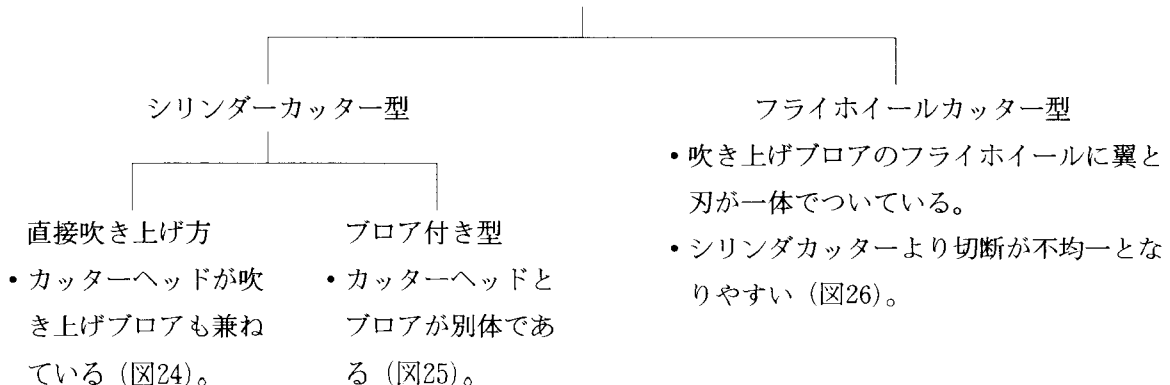 シリンダーカッター型
フライホイールカッター型
直接吹き上げ方
• カッターヘッドが吹
き上げブロアも兼ね
ている（図24）。
ブロア付き型
• カッターヘッドと
ブロアが別体であ
る（図25）。
• 吹き上げブロアのフライホイールに翼と
刃が一体でついている。
• シリンダカッターより切断が不均一とな
りやすい（図26）。